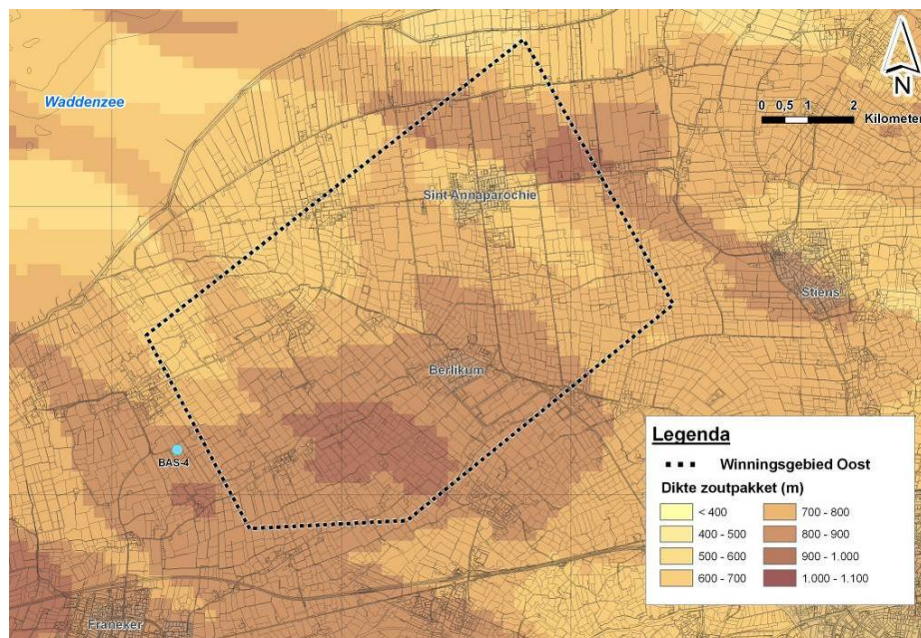 Waddenzee
N
0 0,5 1 2
Kilometer
Sint Annaparochie
Stiens
Berlikum
BAS-4
Franeker
Legenda
Winningsgebied Oost
Dikte zoutpakket (m)
< 400
400 - 500
500 - 600
600 - 700
700 - 800
800 - 900
900 - 1.000
1.000 - 1.100